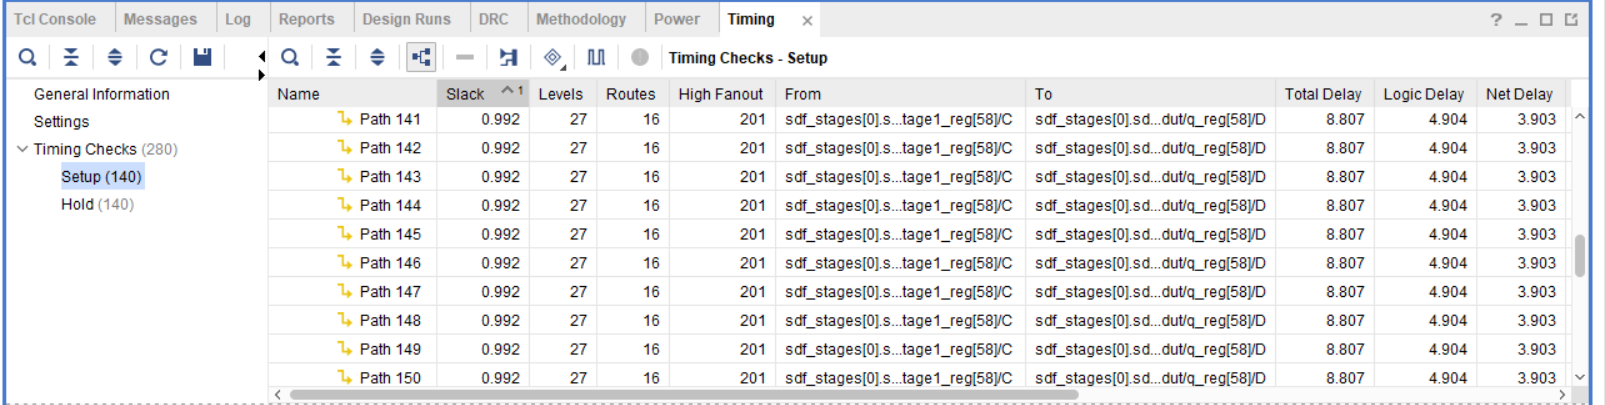 Tcl Console Messages Log Reports Design Runs DRC Methodology Power Timing × ? _
Timing Checks - Setup
General Information
Settings
Timing Checks (280)
Setup (140)
Hold (140)
Name Slack ^1 Levels Routes High Fanout From To Total Delay Logic Delay Net Delay
Path 141 0.992 27 16 201 sdf_stages[0].s...tage1_reg[58]/C sdf_stages[0].sd...dut/q_reg[58]/D 8.807 4.904 3.903
Path 142 0.992 27 16 201 sdf_stages[0].s...tage1_reg[58]/C sdf_stages[0].sd...dut/q_reg[58]/D 8.807 4.904 3.903
Path 143 0.992 27 16 201 sdf_stages[0].s...tage1_reg[58]/C sdf_stages[0].sd...dut/q_reg[58]/D 8.807 4.904 3.903
Path 144 0.992 27 16 201 sdf_stages[0].s...tage1_reg[58]/C sdf_stages[0].sd...dut/q_reg[58]/D 8.807 4.904 3.903
Path 145 0.992 27 16 201 sdf_stages[0].s...tage1_reg[58]/C sdf_stages[0].sd...dut/q_reg[58]/D 8.807 4.904 3.903
Path 146 0.992 27 16 201 sdf_stages[0].s...tage1_reg[58]/C sdf_stages[0].sd...dut/q_reg[58]/D 8.807 4.904 3.903
Path 147 0.992 27 16 201 sdf_stages[0].s...tage1_reg[58]/C sdf_stages[0].sd...dut/q_reg[58]/D 8.807 4.904 3.903
Path 148 0.992 27 16 201 sdf_stages[0].s...tage1_reg[58]/C sdf_stages[0].sd...dut/q_reg[58]/D 8.807 4.904 3.903
Path 149 0.992 27 16 201 sdf_stages[0].s...tage1_reg[58]/C sdf_stages[0].sd...dut/q_reg[58]/D 8.807 4.904 3.903
Path 150 0.992 27 16 201 sdf_stages[0].s...tage1_reg[58]/C sdf_stages[0].sd...dut/q_reg[58]/D 8.807 4.904 3.903